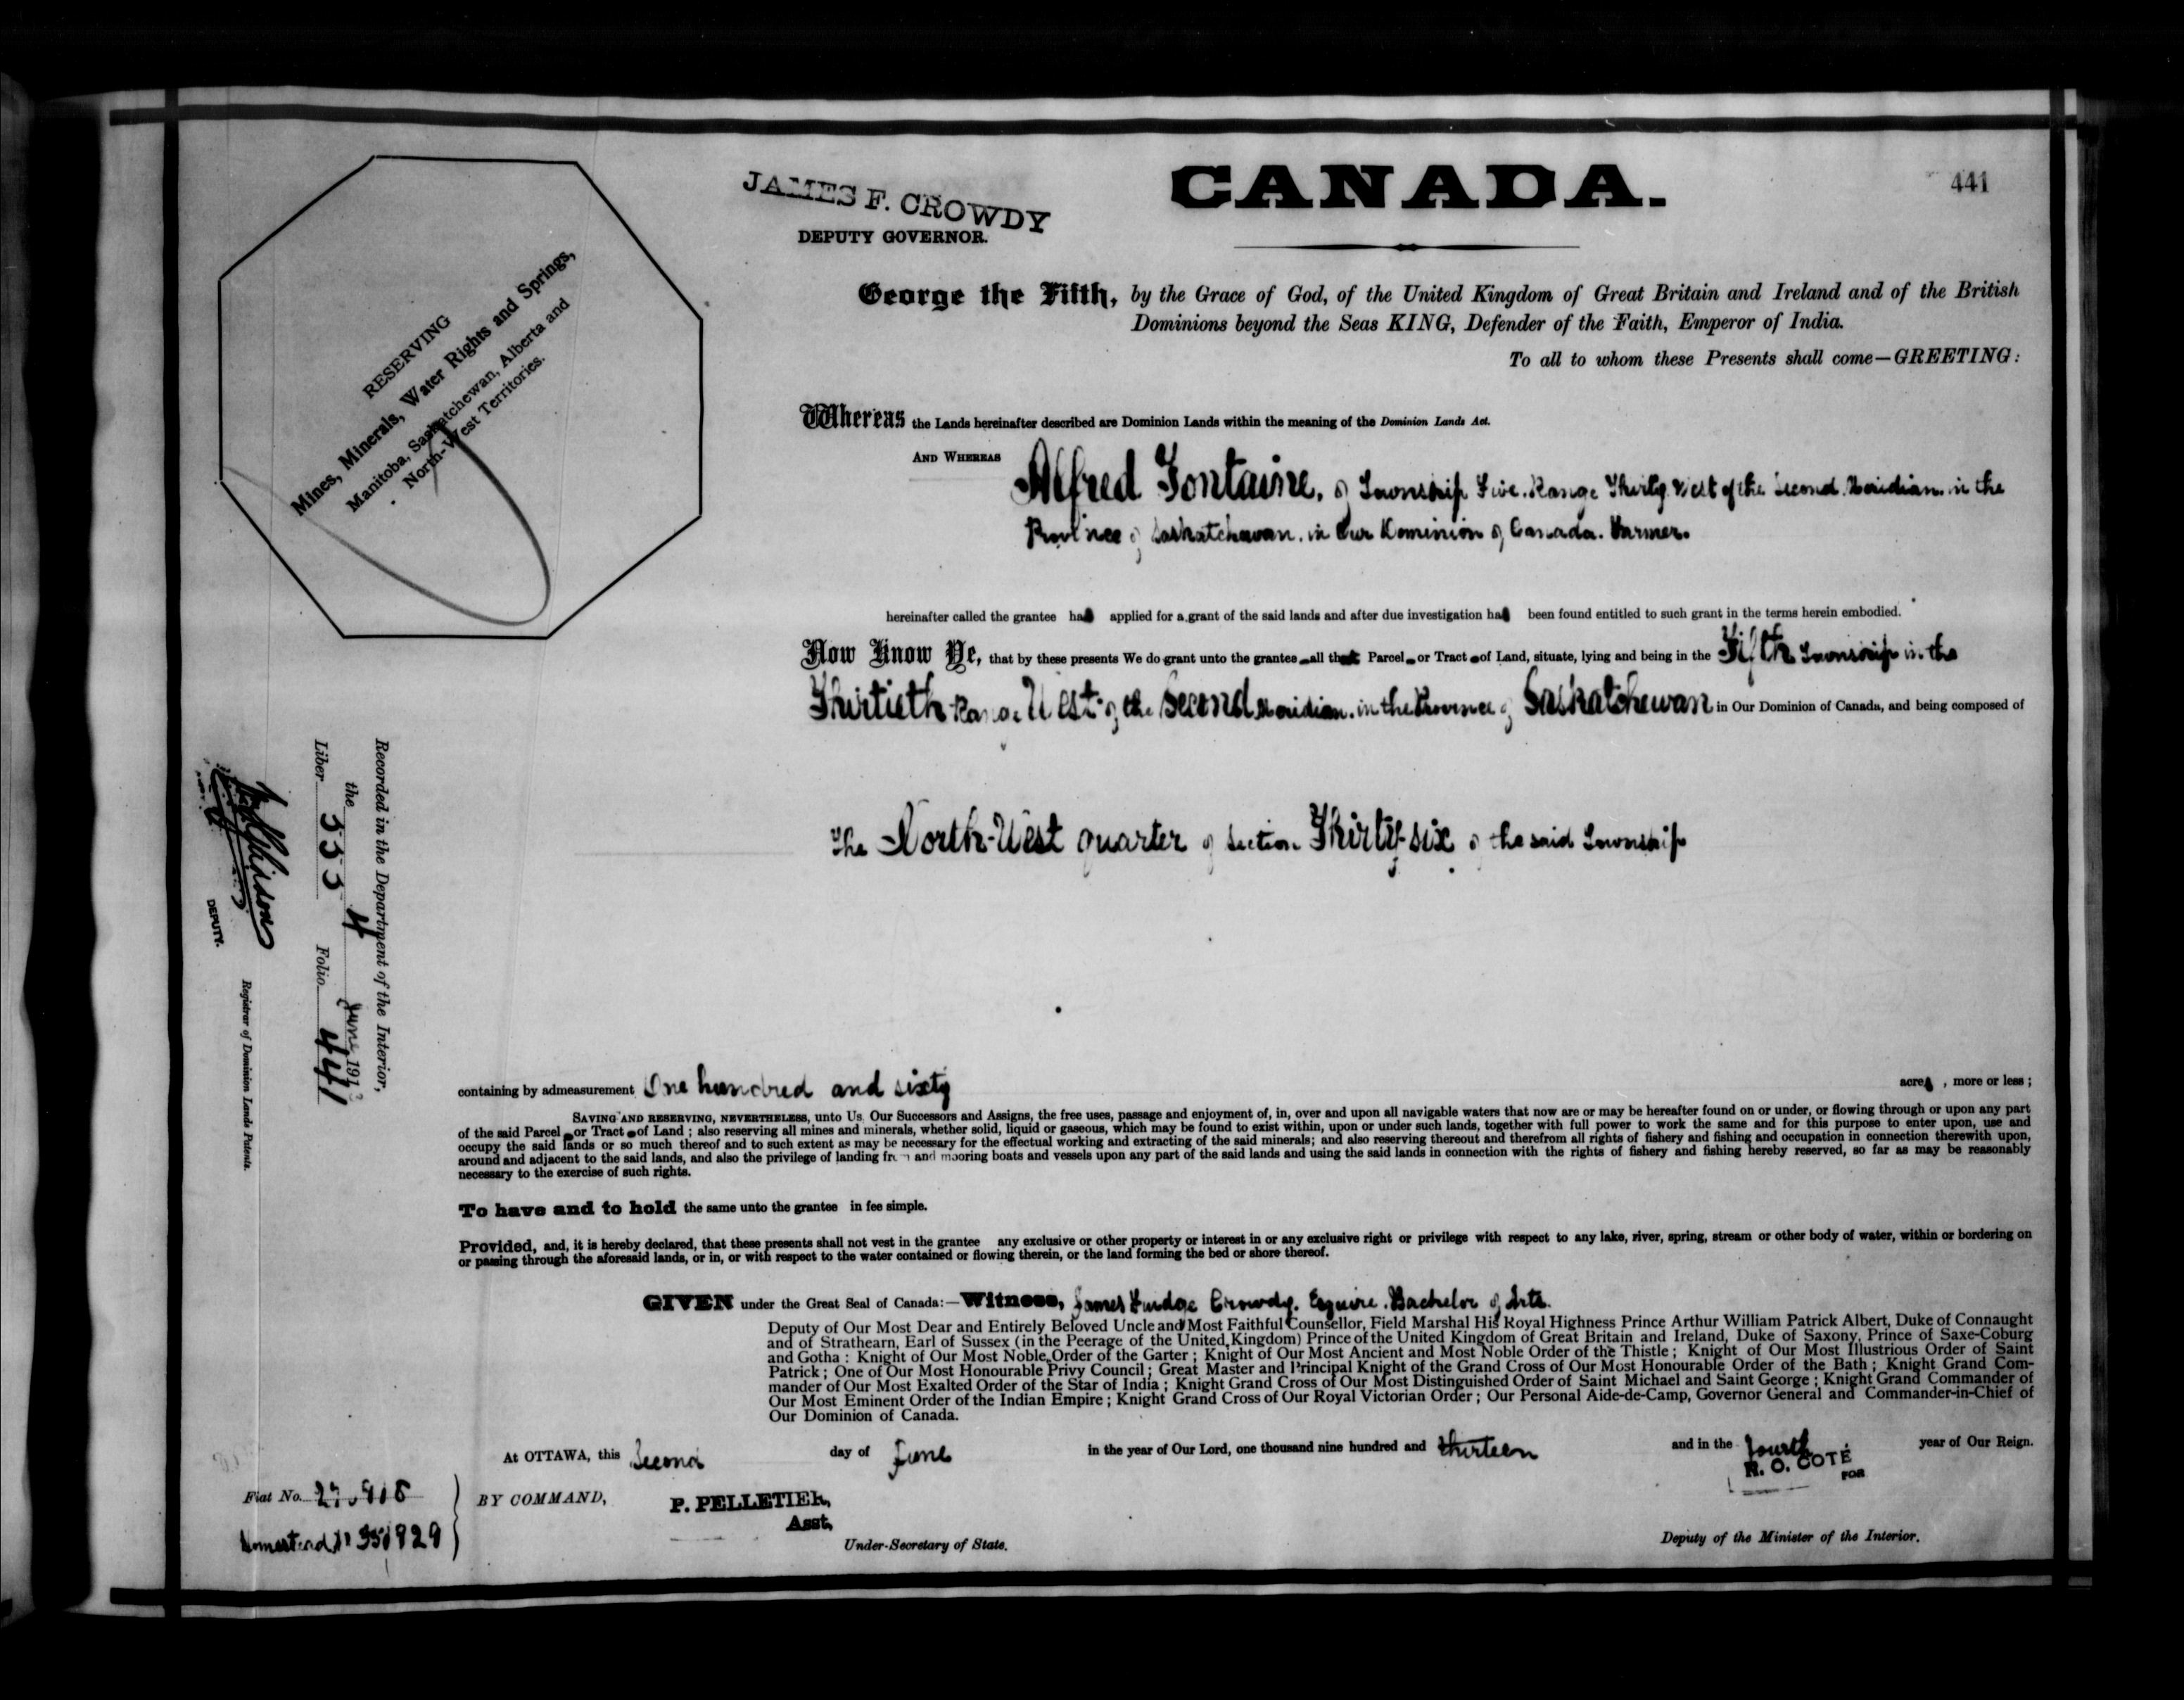 441
CANADA.
JAMES F. CROWDY
DEPUTY GOVERNOR.
RESERVING
Mines, Minerals, Water Rights and Springs,
Manitoba, Saskatchewan, Alberta and
North-West Territories.
George the Fifth, by the Grace of God, of the United Kingdom of Great Britain and Ireland and of the British
Dominions beyond the Seas KING, Defender of the Faith, Emperor of India.
To all to whom these Presents shall come—GREETING:
Whereas the Lands hereinafter described are Dominion Lands within the meaning of the Dominion Lands Act.
AND WHEREAS Alfred Fontaine, of Township Five, Range Thirty West of the Second Meridian, in the
Province of Saskatchewan, in Our Dominion of Canada, Farmer.
hereinafter called the grantee has applied for a grant of the said lands and after due investigation has been found entitled to such grant in the terms herein embodied.
Now Know Ye, that by these presents We do grant unto the grantee all that Parcel or Tract of Land, situate, lying and being in the Fifth Township in the
Thirtieth Range West of the Second Meridian, in the Province of Saskatchewan in Our Dominion of Canada, and being composed of
The North-West quarter of Section Thirty-six of the said Township
Recorded in the Department of the Interior,
the 4 June 1913
Liber 333 Folio 441
DEPUTY.
Registrar of Dominion Lands Patents.
containing by admeasurement One hundred and sixty acres, more or less;
SAVING AND RESERVING, NEVERTHELESS, unto Us, Our Successors and Assigns, the free uses, passage and enjoyment of, in, over and upon all navigable waters that now are or may be hereafter found on or under, or flowing through or upon any part
of the said Parcel or Tract of Land; also reserving all mines and minerals, whether solid, liquid or gaseous, which may be found to exist within, upon or under such lands, together with full power to work the same and for this purpose to enter upon, use and
occupy the said lands or so much thereof and to such extent as may be necessary for the effectual working and extracting of the said minerals; and also reserving thereout and therefrom all rights of fishery and fishing and occupation in connection therewith upon,
around and adjacent to the said lands, and also the privilege of landing from and mooring boats and vessels upon any part of the said lands and using the said lands in connection with the rights of fishery and fishing hereby reserved, so far as may be reasonably
necessary to the exercise of such rights.
To have and to hold the same unto the grantee in fee simple.
Provided, and, it is hereby declared, that these presents shall not vest in the grantee any exclusive or other property or interest in or any exclusive right or privilege with respect to any lake, river, spring, stream or other body of water, within or bordering on
or passing through the aforesaid lands, or in, or with respect to the water contained or flowing therein, or the land forming the bed or shore thereof.
GIVEN under the Great Seal of Canada:—Witness, James Fudge Crowdy, Esquire, Bachelor of Arts.
Deputy of Our Most Dear and Entirely Beloved Uncle and Most Faithful Counsellor, Field Marshal His Royal Highness Prince Arthur William Patrick Albert, Duke of Connaught
and of Strathearn, Earl of Sussex (in the Peerage of the United Kingdom) Prince of the United Kingdom of Great Britain and Ireland, Duke of Saxony, Prince of Saxe-Coburg
and Gotha: Knight of Our Most Noble Order of the Garter; Knight of Our Most Ancient and Most Noble Order of the Thistle; Knight of Our Most Illustrious Order of Saint
Patrick; One of Our Most Honourable Privy Council; Great Master and Principal Knight of the Grand Cross of Our Most Honourable Order of the Bath; Knight Grand Com-
mander of Our Most Exalted Order of the Star of India; Knight Grand Cross of Our Most Distinguished Order of Saint Michael and Saint George; Knight Grand Commander of
Our Most Eminent Order of the Indian Empire; Knight Grand Cross of Our Royal Victorian Order; Our Personal Aide-de-Camp, Governor General and Commander-in-Chief of
Our Dominion of Canada.
At OTTAWA, this Second day of June in the year of Our Lord, one thousand nine hundred and thirteen and in the fourth year of Our Reign.
R. O. COTÉ
FOR
Fiat No.
BY COMMAND,
P. PELLETIER,
Asst.
Under-Secretary of State.
Deputy of the Minister of the Interior.
Homestead